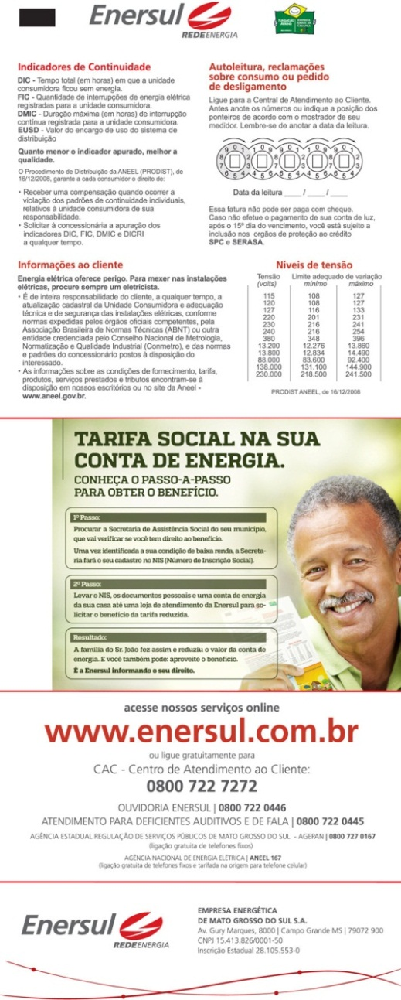 Enersul
REDEENERGIA
Indicadores de Continuidade
DIC - Tempo total (em horas) em que a unidade
consumidora ficou sem energia.
FIC - Quantidade de interrupções de energia elétrica
registradas para a unidade consumidora.
DMIC - Duração máxima (em horas) de interrupção
contínua registrada para a unidade consumidora.
EUSD - Valor do encargo de uso do sistema de
distribuição
Quanto menor o indicador apurado, melhor a
qualidade.
O Procedimento de Distribuição da ANEEL (PRODIST), de
16/12/2008, garante a cada consumidor o direito de:
• Receber uma compensação quando ocorrer a
violação dos padrões de continuidade individuais,
relativos à unidade consumidora de sua
responsabilidade.
• Solicitar à concessionária a apuração dos
indicadores DIC, FIC, DMIC e DICRI
a qualquer tempo.
Autoleitura, reclamações
sobre consumo ou pedido
de desligamento
Ligue para a Central de Atendimento ao Cliente.
Antes anote os números ou indique a posição dos
ponteiros de acordo com o mostrador de seu
medidor. Lembre-se de anotar a data da leitura.
Data da leitura ____ / ____ / ____
Essa fatura não pode ser paga com cheque.
Caso não efetue o pagamento de sua conta de luz,
após o 15º dia do vencimento, você está sujeito a
inclusão nos orgãos de proteção ao crédito
SPC e SERASA.
Informações ao cliente
Energia elétrica oferece perigo. Para mexer nas instalações
elétricas, procure sempre um eletricista.
• É de inteira responsabilidade do cliente, a qualquer tempo, a
atualização cadastral da Unidade Consumidora e adequação
técnica e de segurança das instalações elétricas, conforme
normas expedidas pelos órgãos oficiais competentes, pela
Associação Brasileira de Normas Técnicas (ABNT) ou outra
entidade credenciada pelo Conselho Nacional de Metrologia,
Normatização e Qualidade Industrial (Conmetro), e das normas
e padrões do concessionário postos à disposição do
interessado.
• As informações sobre as condições de fornecimento, tarifa,
produtos, serviços prestados e tributos encontram-se à
disposição em nossos escritórios ou no site da Aneel -
www.aneel.gov.br.
Niveis de tensão
Tensão Limite adequado de variação
(volts) mínimo máximo
115 108 127
120 108 127
127 116 133
220 201 231
230 216 241
240 216 254
380 348 396
13.200 12.276 13.860
13.800 12.834 14.490
88.000 83.600 92.400
138.000 131.100 144.900
230.000 218.500 241.500
PRODIST ANEEL, de 16/12/2008
TARIFA SOCIAL NA SUA
CONTA DE ENERGIA.
CONHEÇA O PASSO-A-PASSO
PARA OBTER O BENEFÍCIO.
1º Passo:
Procurar a Secretaria de Assistência Social do seu município,
que vai verificar se você tem direito ao benefício.
Uma vez identificada a sua condição de baixa renda, a Secreta-
ria fará o seu cadastro no NIS (Número de Inscrição Social).
2º Passo:
Levar o NIS, os documentos pessoais e uma conta de energia
da sua casa até uma loja de atendimento da Enersul para so-
licitar o benefício da tarifa reduzida.
Resultado:
A família do Sr. João fez assim e reduziu o valor da conta de
energia. E você também pode: aproveite o benefício.
É a Enersul informando o seu direito.
acesse nossos serviços online
www.enersul.com.br
ou ligue gratuitamente para
CAC - Centro de Atendimento ao Cliente:
0800 722 7272
OUVIDORIA ENERSUL | 0800 722 0446
ATENDIMENTO PARA DEFICIENTES AUDITIVOS E DE FALA | 0800 722 0445
AGÊNCIA ESTADUAL REGULAÇÃO DE SERVIÇOS PÚBLICOS DE MATO GROSSO DO SUL - AGEPAN | 0800 727 0167
(ligação gratuita de telefones fixos)
AGÊNCIA NACIONAL DE ENERGIA ELÉTRICA | ANEEL 167
(ligação gratuita de telefones fixos e tarifada na origem para telefone celular)
Enersul
REDEENERGIA
EMPRESA ENERGÉTICA
DE MATO GROSSO DO SUL S.A.
Av. Gury Marques, 8000 | Campo Grande MS | 79072 900
CNPJ 15.413.826/0001-50
Inscrição Estadual 28.105.553-0